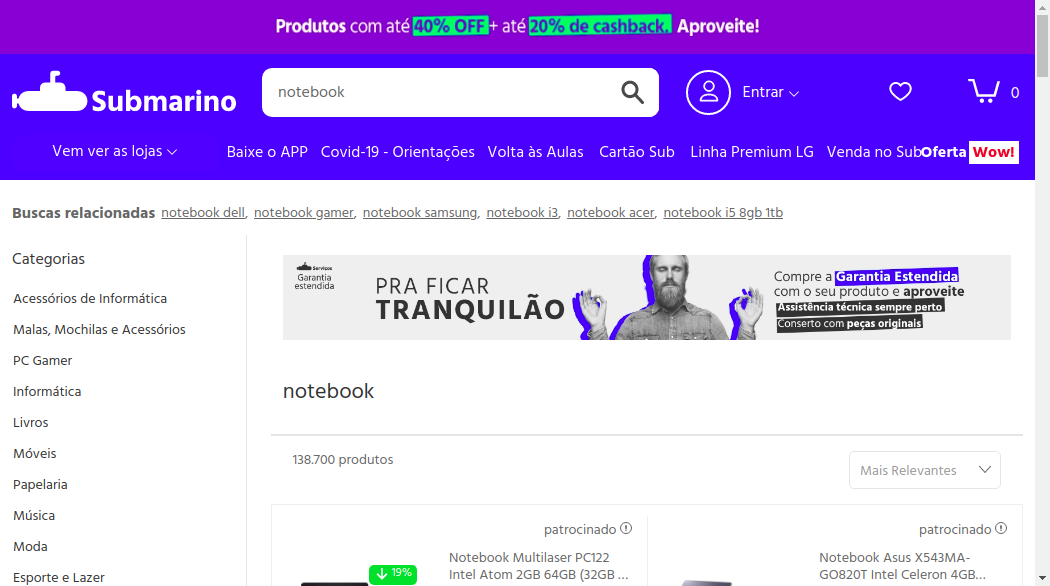 Produtos com até 40% OFF + até 20% de cashback. Aproveite!
Submarino
notebook
Entrar
0
Vem ver as lojas
Baixe o APP
Covid-19 - Orientações
Volta às Aulas
Cartão Sub
Linha Premium LG
Venda no Sub
Oferta Wow!
Buscas relacionadas notebook dell, notebook gamer, notebook samsung, notebook i3, notebook acer, notebook i5 8gb 1tb
Categorias
Acessórios de Informática
Malas, Mochilas e Acessórios
PC Gamer
Informática
Livros
Móveis
Papelaria
Música
Moda
Esporte e Lazer
Serviços
Garantia
estendida
PRA FICAR
TRANQUILÃO
Compre a Garantia Estendida
com o seu produto e aproveite
Assistência técnica sempre perto
Conserto com peças originais
notebook
138.700 produtos
Mais Relevantes
patrocinado
19%
Notebook Multilaser PC122
Intel Atom 2GB 64GB (32GB ...
patrocinado
Notebook Asus X543MA-
GO820T Intel Celeron 4GB...